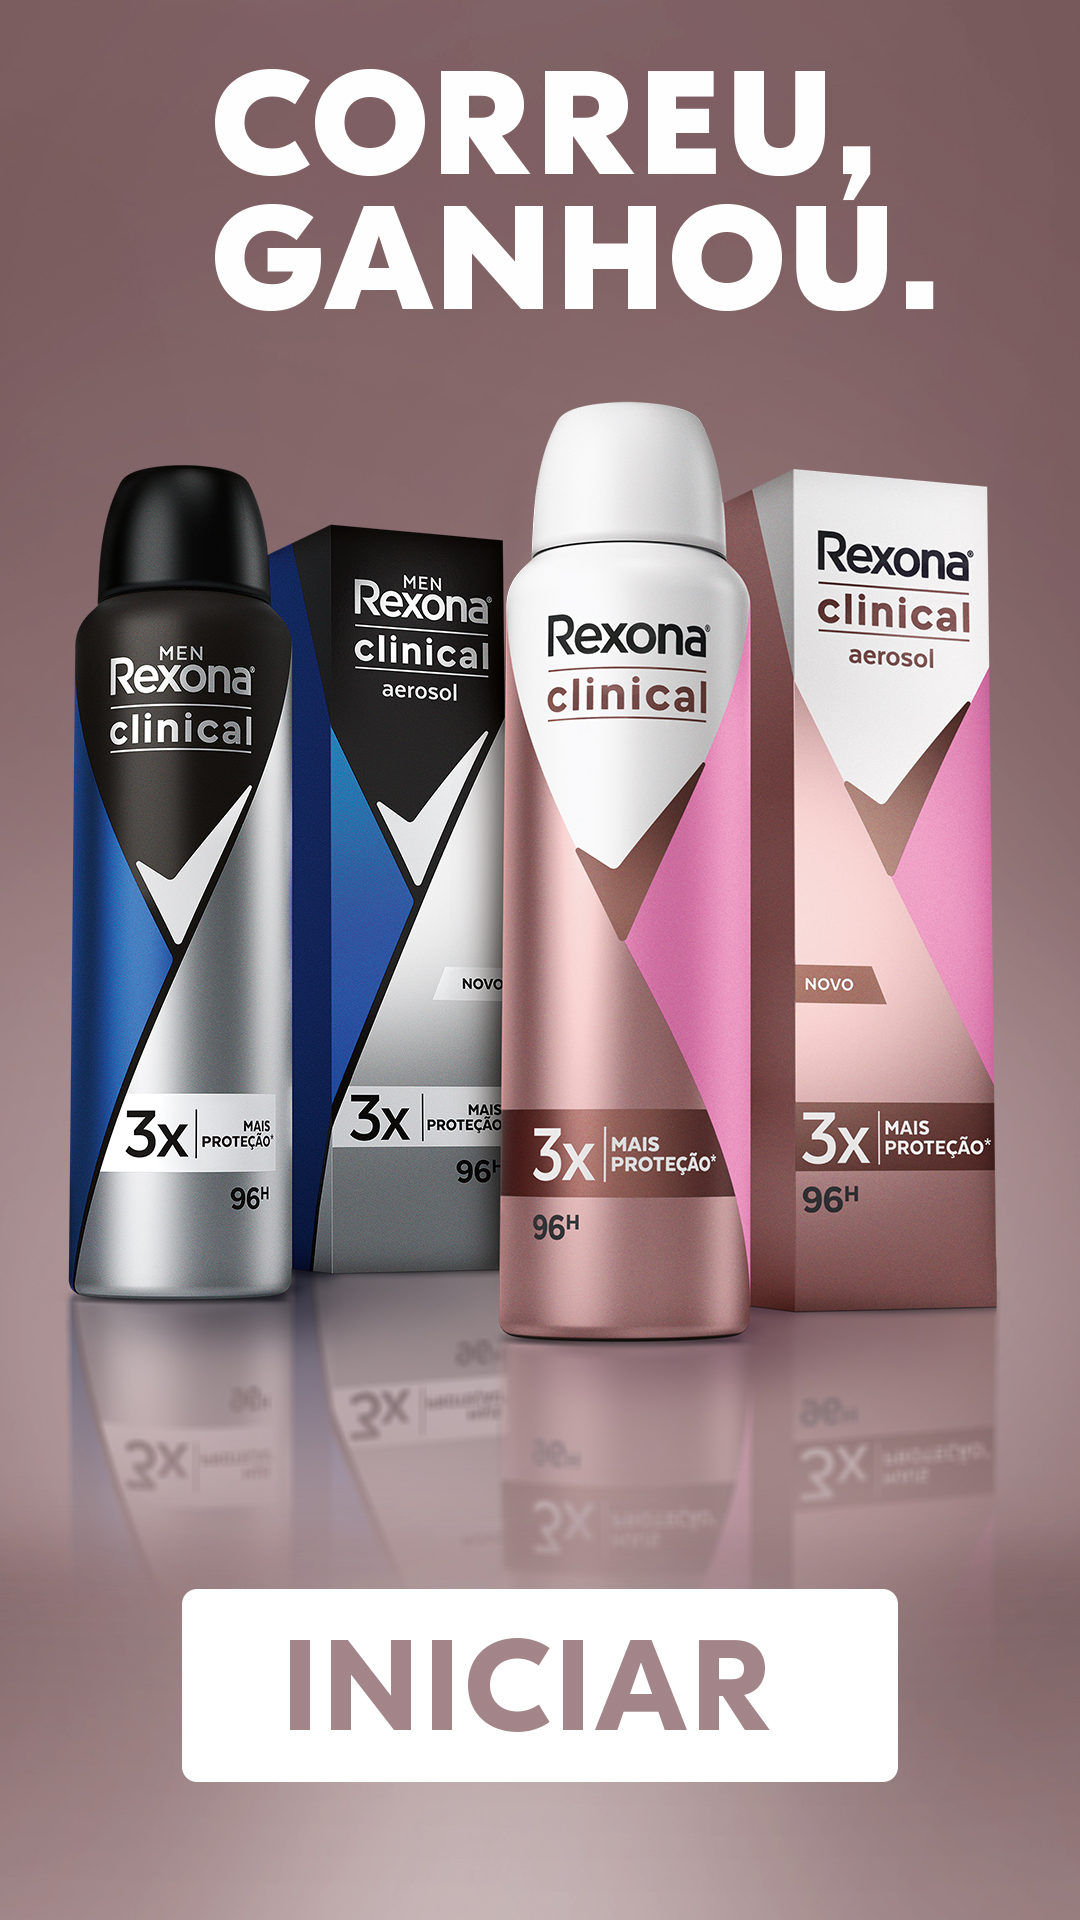 CORREU,
GANHOU.
MEN
Rexona®
clinical
MEN
Rexona®
clinical
aerosol
Rexona®
clinical
Rexona®
clinical
aerosol
NOVO
NOVO
3x MAIS
PROTEÇÃO*
96H
3x MAIS
PROTEÇÃO
96H
3x MAIS
PROTEÇÃO*
96H
3x MAIS
PROTEÇÃO*
96H
INICIAR